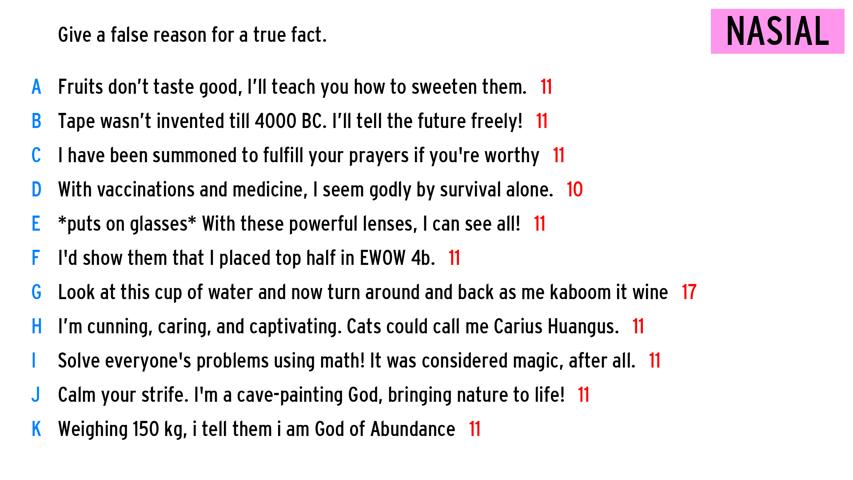 Give a false reason for a true fact.
NASIAL
A Fruits don’t taste good, I’ll teach you how to sweeten them. 11
B Tape wasn’t invented till 4000 BC. I’ll tell the future freely! 11
C I have been summoned to fulfill your prayers if you're worthy 11
D With vaccinations and medicine, I seem godly by survival alone. 10
E *puts on glasses* With these powerful lenses, I can see all! 11
F I'd show them that I placed top half in EWOW 4b. 11
G Look at this cup of water and now turn around and back as me kaboom it wine 17
H I’m cunning, caring, and captivating. Cats could call me Carius Huangus. 11
I Solve everyone's problems using math! It was considered magic, after all. 11
J Calm your strife. I'm a cave-painting God, bringing nature to life! 11
K Weighing 150 kg, i tell them i am God of Abundance 11